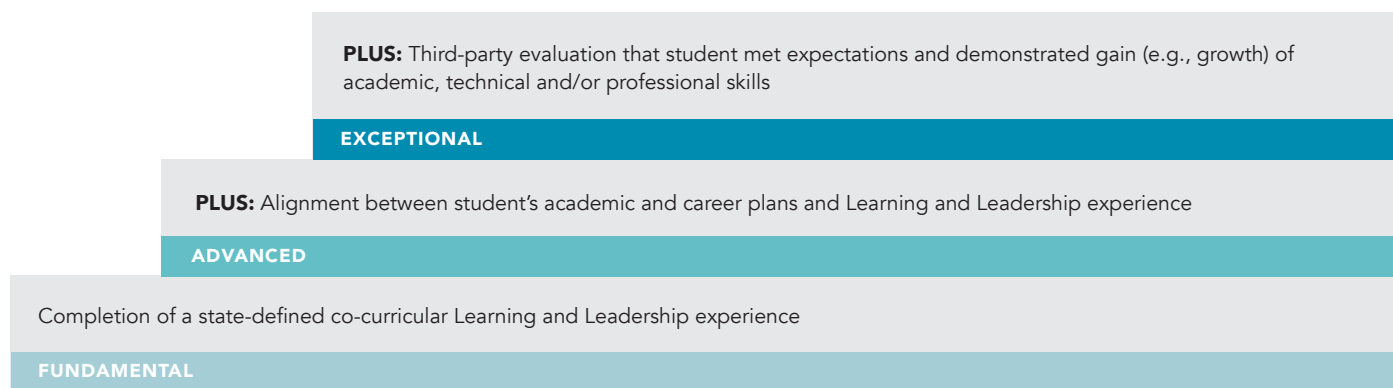 PLUS: Third-party evaluation that student met expectations and demonstrated gain (e.g., growth) of
academic, technical and/or professional skills
EXCEPTIONAL
PLUS: Alignment between student’s academic and career plans and Learning and Leadership experience
ADVANCED
Completion of a state-defined co-curricular Learning and Leadership experience
FUNDAMENTAL